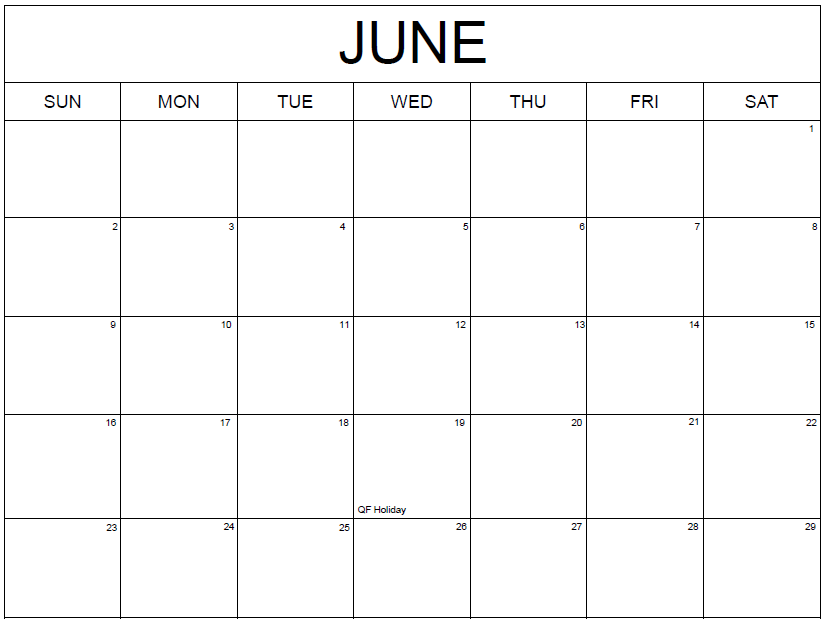 JUNE
SUN MON TUE WED THU FRI SAT
1
2 3 4 5 6 7 8
9 10 11 12 13 14 15
16 17 18 19 20 21 22
QF Holiday
23 24 25 26 27 28 29